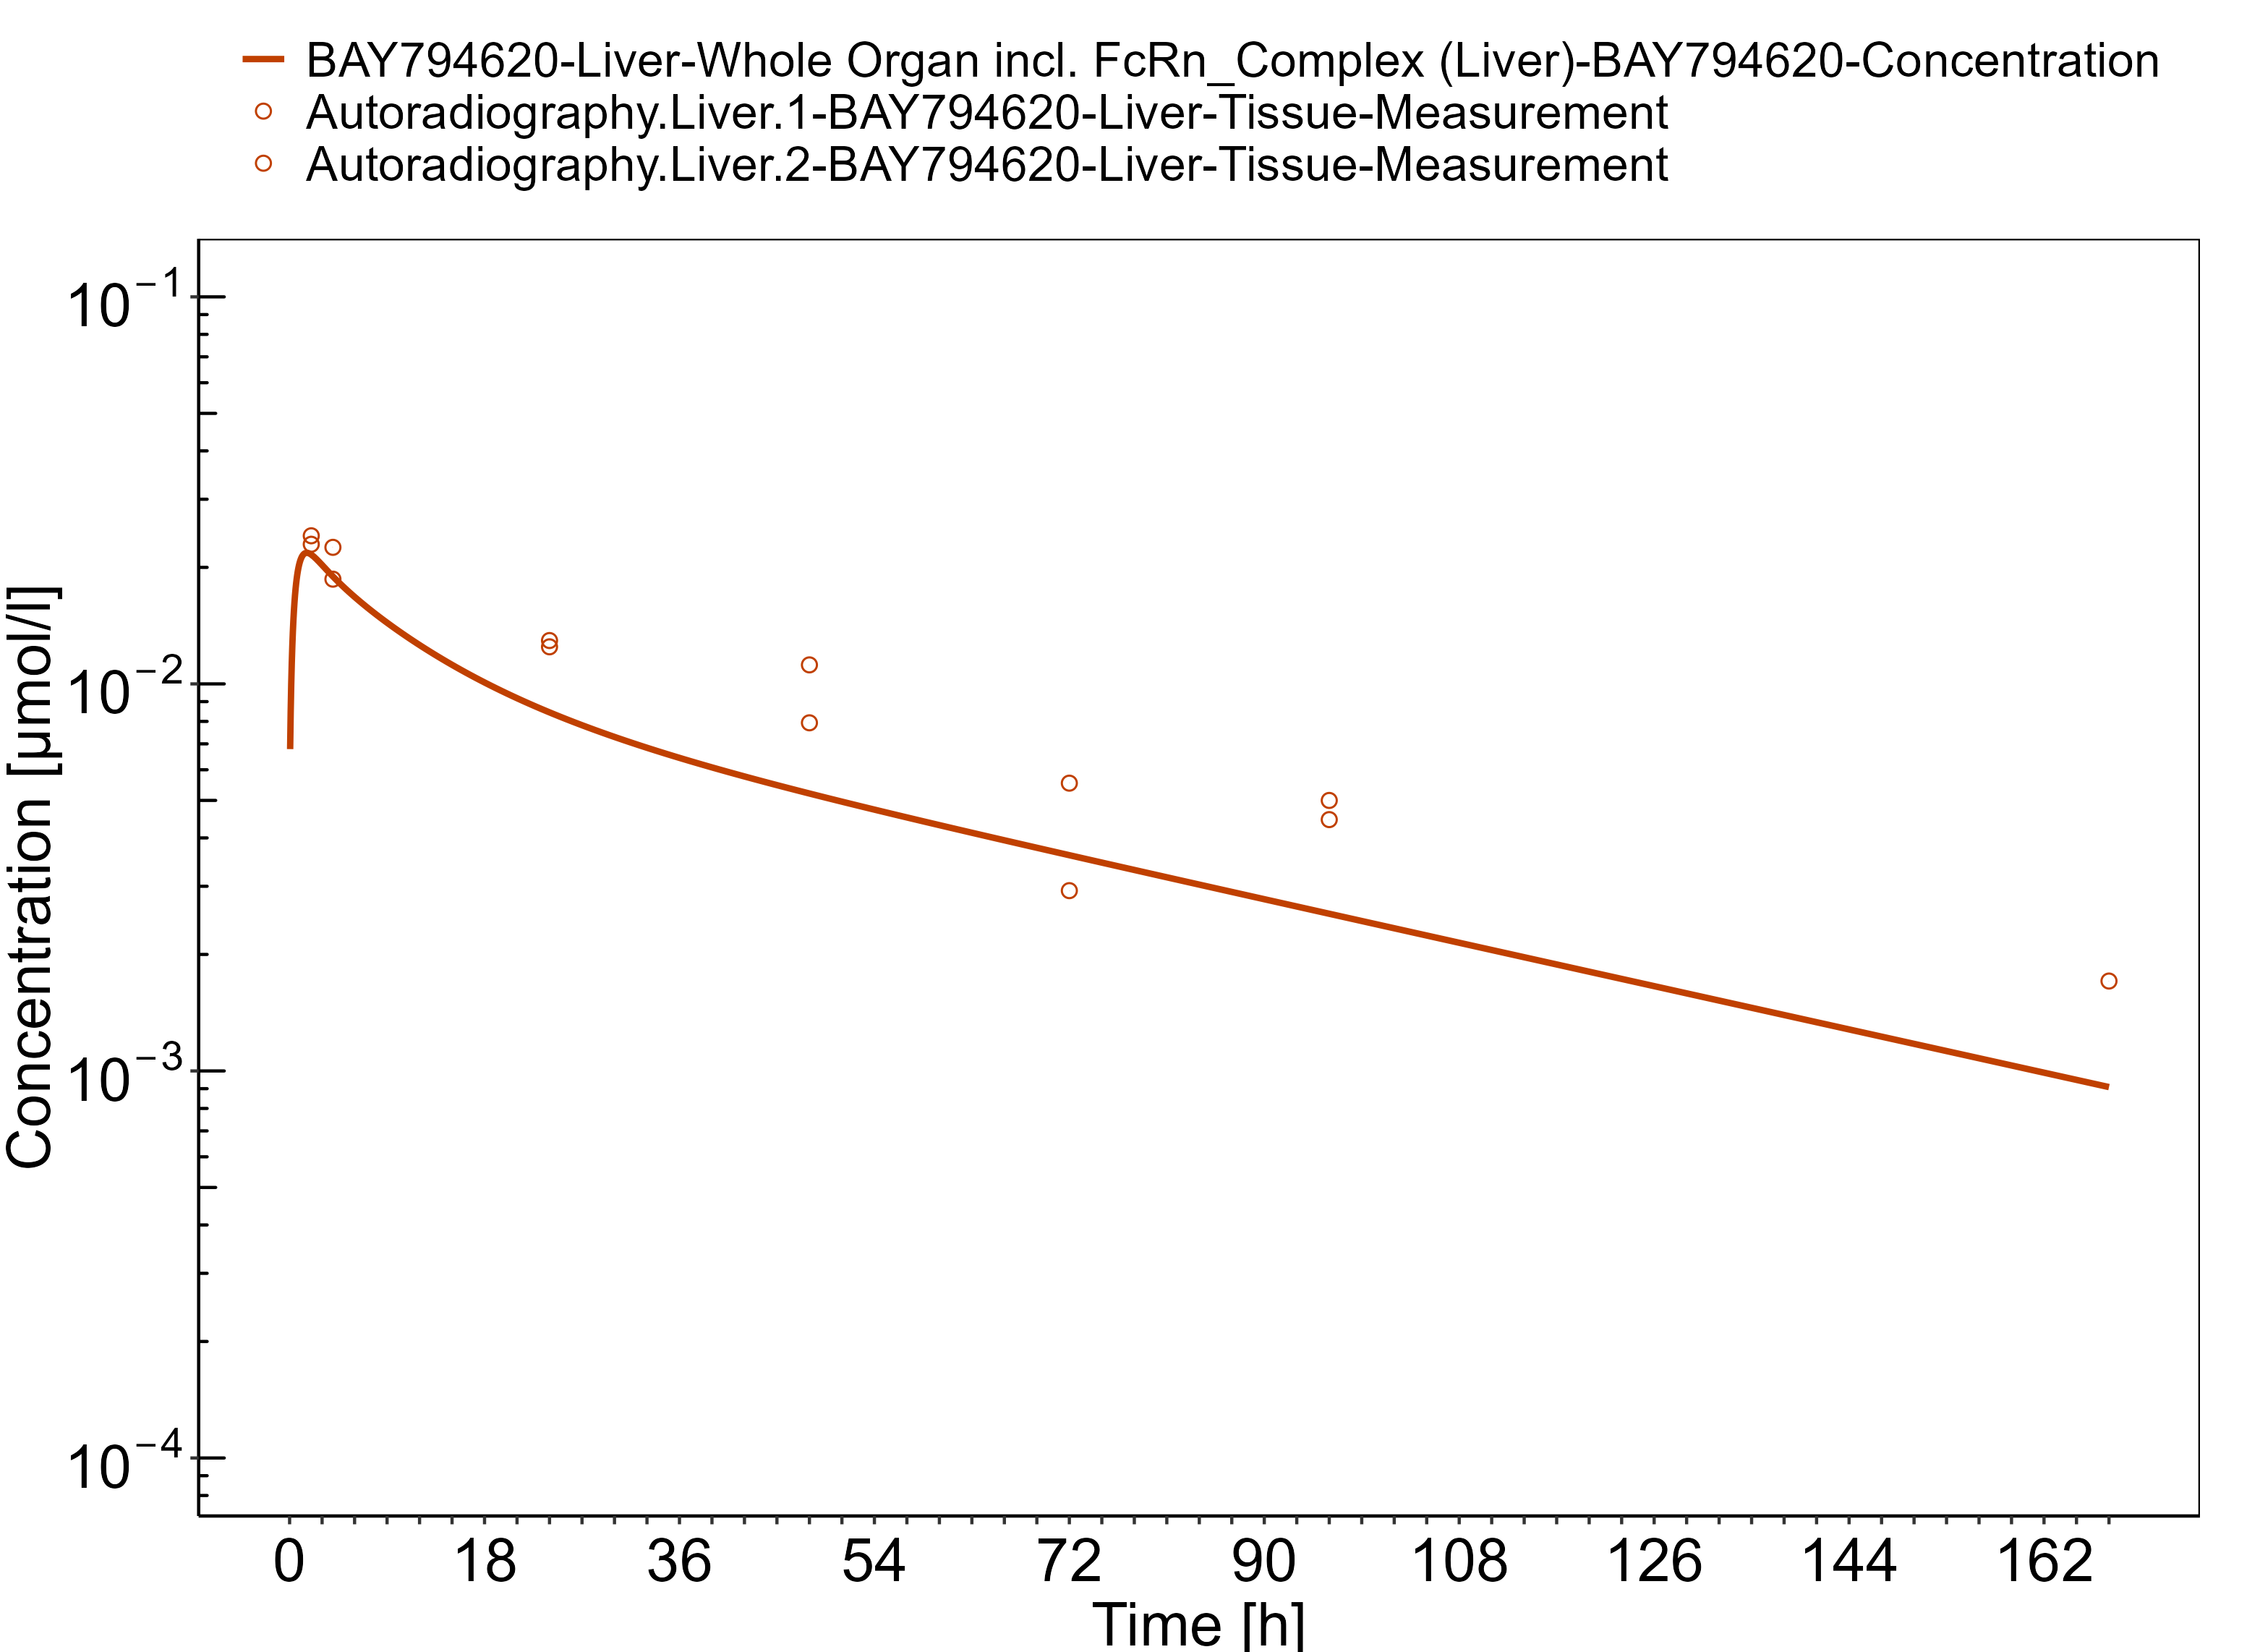 BAY794620-Liver-Whole Organ incl. FcRn_Complex (Liver)-BAY794620-Concentration
Autoradiography.Liver.1-BAY794620-Liver-Tissue-Measurement
Autoradiography.Liver.2-BAY794620-Liver-Tissue-Measurement
10−1
10−2
10−3
10−4
Concentration [µmol/l]
0 18 36 54 72 90 108 126 144 162
Time [h]